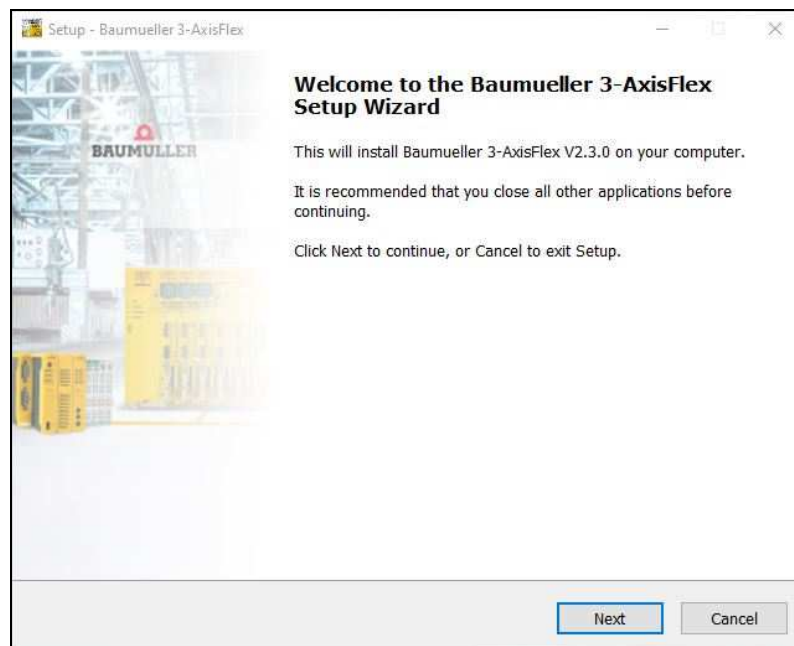 Setup - Baumueller 3-AxisFlex
BAUMÜLLER
Welcome to the Baumueller 3-AxisFlex
Setup Wizard
This will install Baumueller 3-AxisFlex V2.3.0 on your computer.
It is recommended that you close all other applications before
continuing.
Click Next to continue, or Cancel to exit Setup.
Next
Cancel